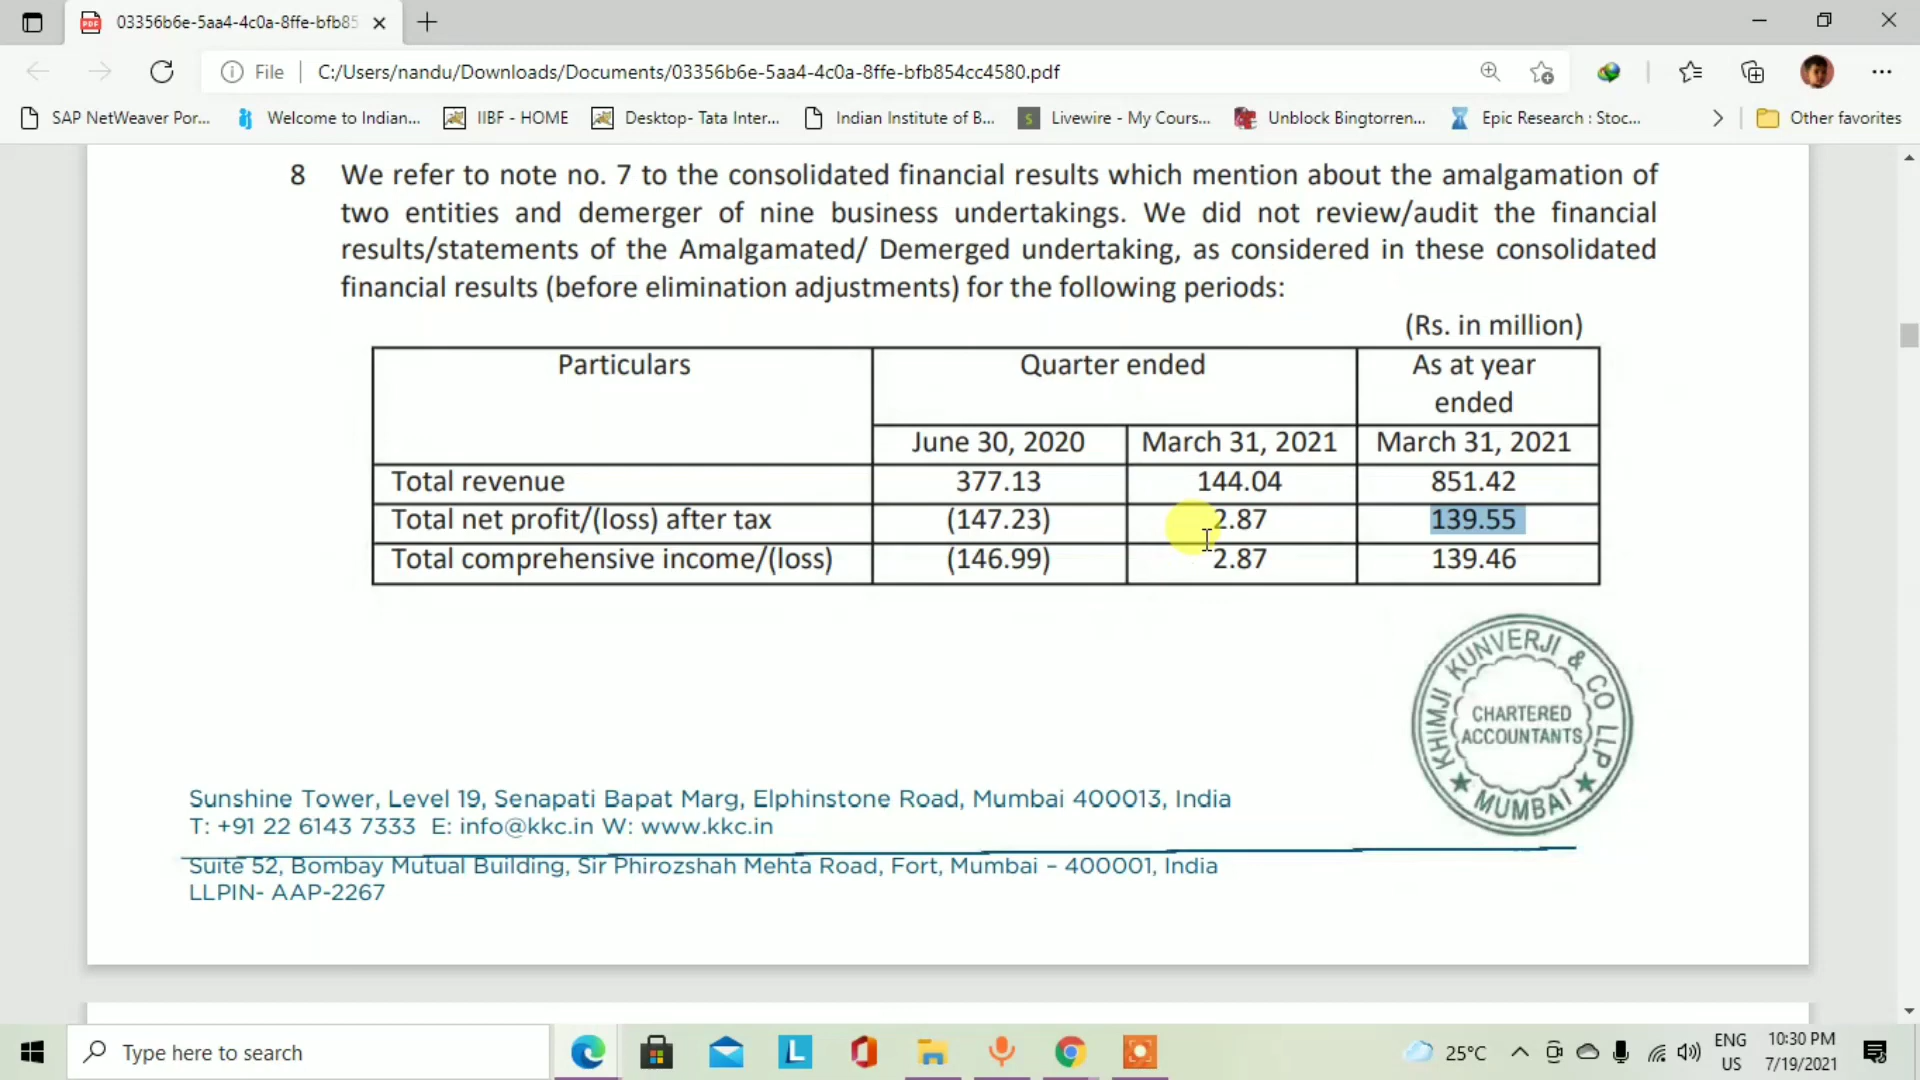 03356b6e-5aa4-4c0a-8ffe-bfb85
File
C:/Users/nandu/Downloads/Documents/03356b6e-5aa4-4c0a-8ffe-bfb854cc4580.pdf
SAP NetWeaver Por... Welcome to Indian... IIBF - HOME Desktop- Tata Inter... Indian Institute of B... Livewire - My Cours... Unblock Bingtorren... Epic Research : Stoc... Other favorites
8 We refer to note no. 7 to the consolidated financial results which mention about the amalgamation of
two entities and demerger of nine business undertakings. We did not review/audit the financial
results/statements of the Amalgamated/ Demerged undertaking, as considered in these consolidated
financial results (before elimination adjustments) for the following periods:
(Rs. in million)
Particulars Quarter ended As at year
ended
June 30, 2020 March 31, 2021 March 31, 2021
Total revenue 377.13 144.04 851.42
Total net profit/(loss) after tax (147.23) 2.87 139.55
Total comprehensive income/(loss) (146.99) 2.87 139.46
KHIMJI KUNVERJI & CO LLP
CHARTERED
ACCOUNTANTS
★ MUMBAI ★
Sunshine Tower, Level 19, Senapati Bapat Marg, Elphinstone Road, Mumbai 400013, India
T: +91 22 6143 7333 E: info@kkc.in W: www.kkc.in
Suite 52, Bombay Mutual Building, Sir Phirozshah Mehta Road, Fort, Mumbai – 400001, India
LLPIN- AAP-2267
Type here to search
25°C
ENG
US
10:30 PM
7/19/2021